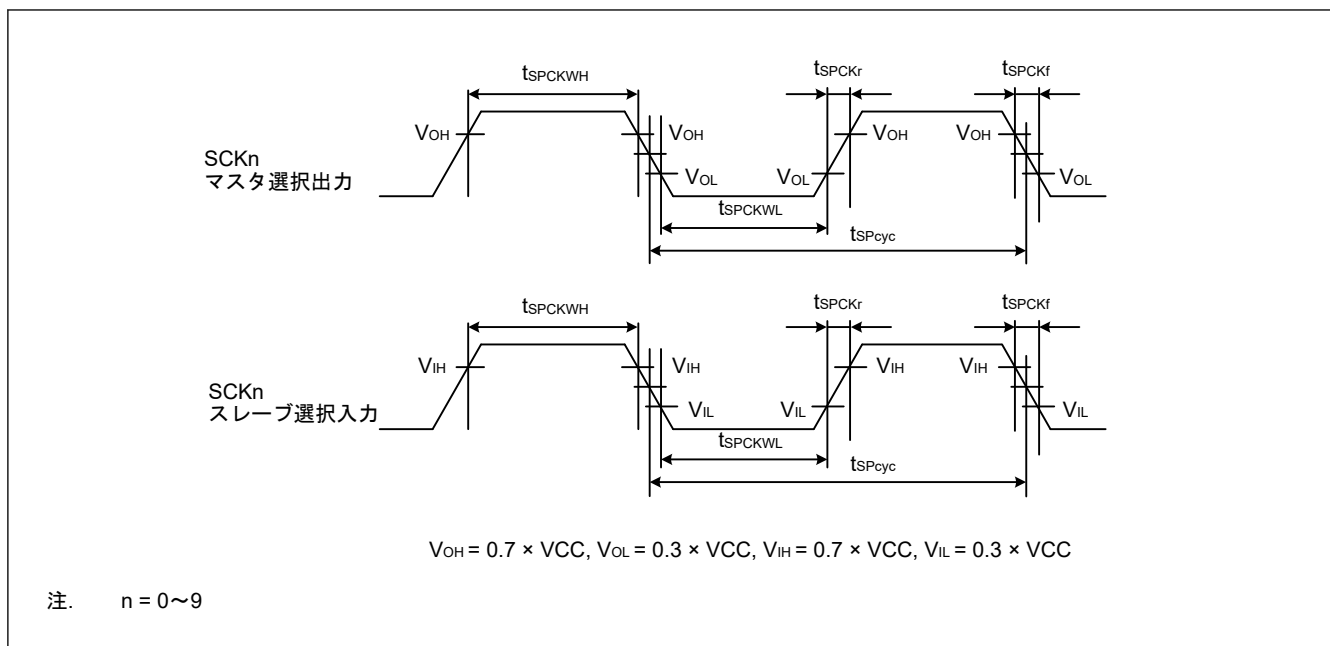 tSPCKWH
tSPCKr
tSPCKf
VOH
VOH
VOH
VOH
SCKn
マスタ選択出力
VOL
VOL
VOL
tSPCKWL
tSPcyc
tSPCKWH
tSPCKr
tSPCKf
VIH
VIH
VIH
VIH
SCKn
スレーブ選択入力
VIL
VIL
VIL
tSPCKWL
tSPcyc
VOH = 0.7 × VCC, VOL = 0.3 × VCC, VIH = 0.7 × VCC, VIL = 0.3 × VCC
注. n = 0～9